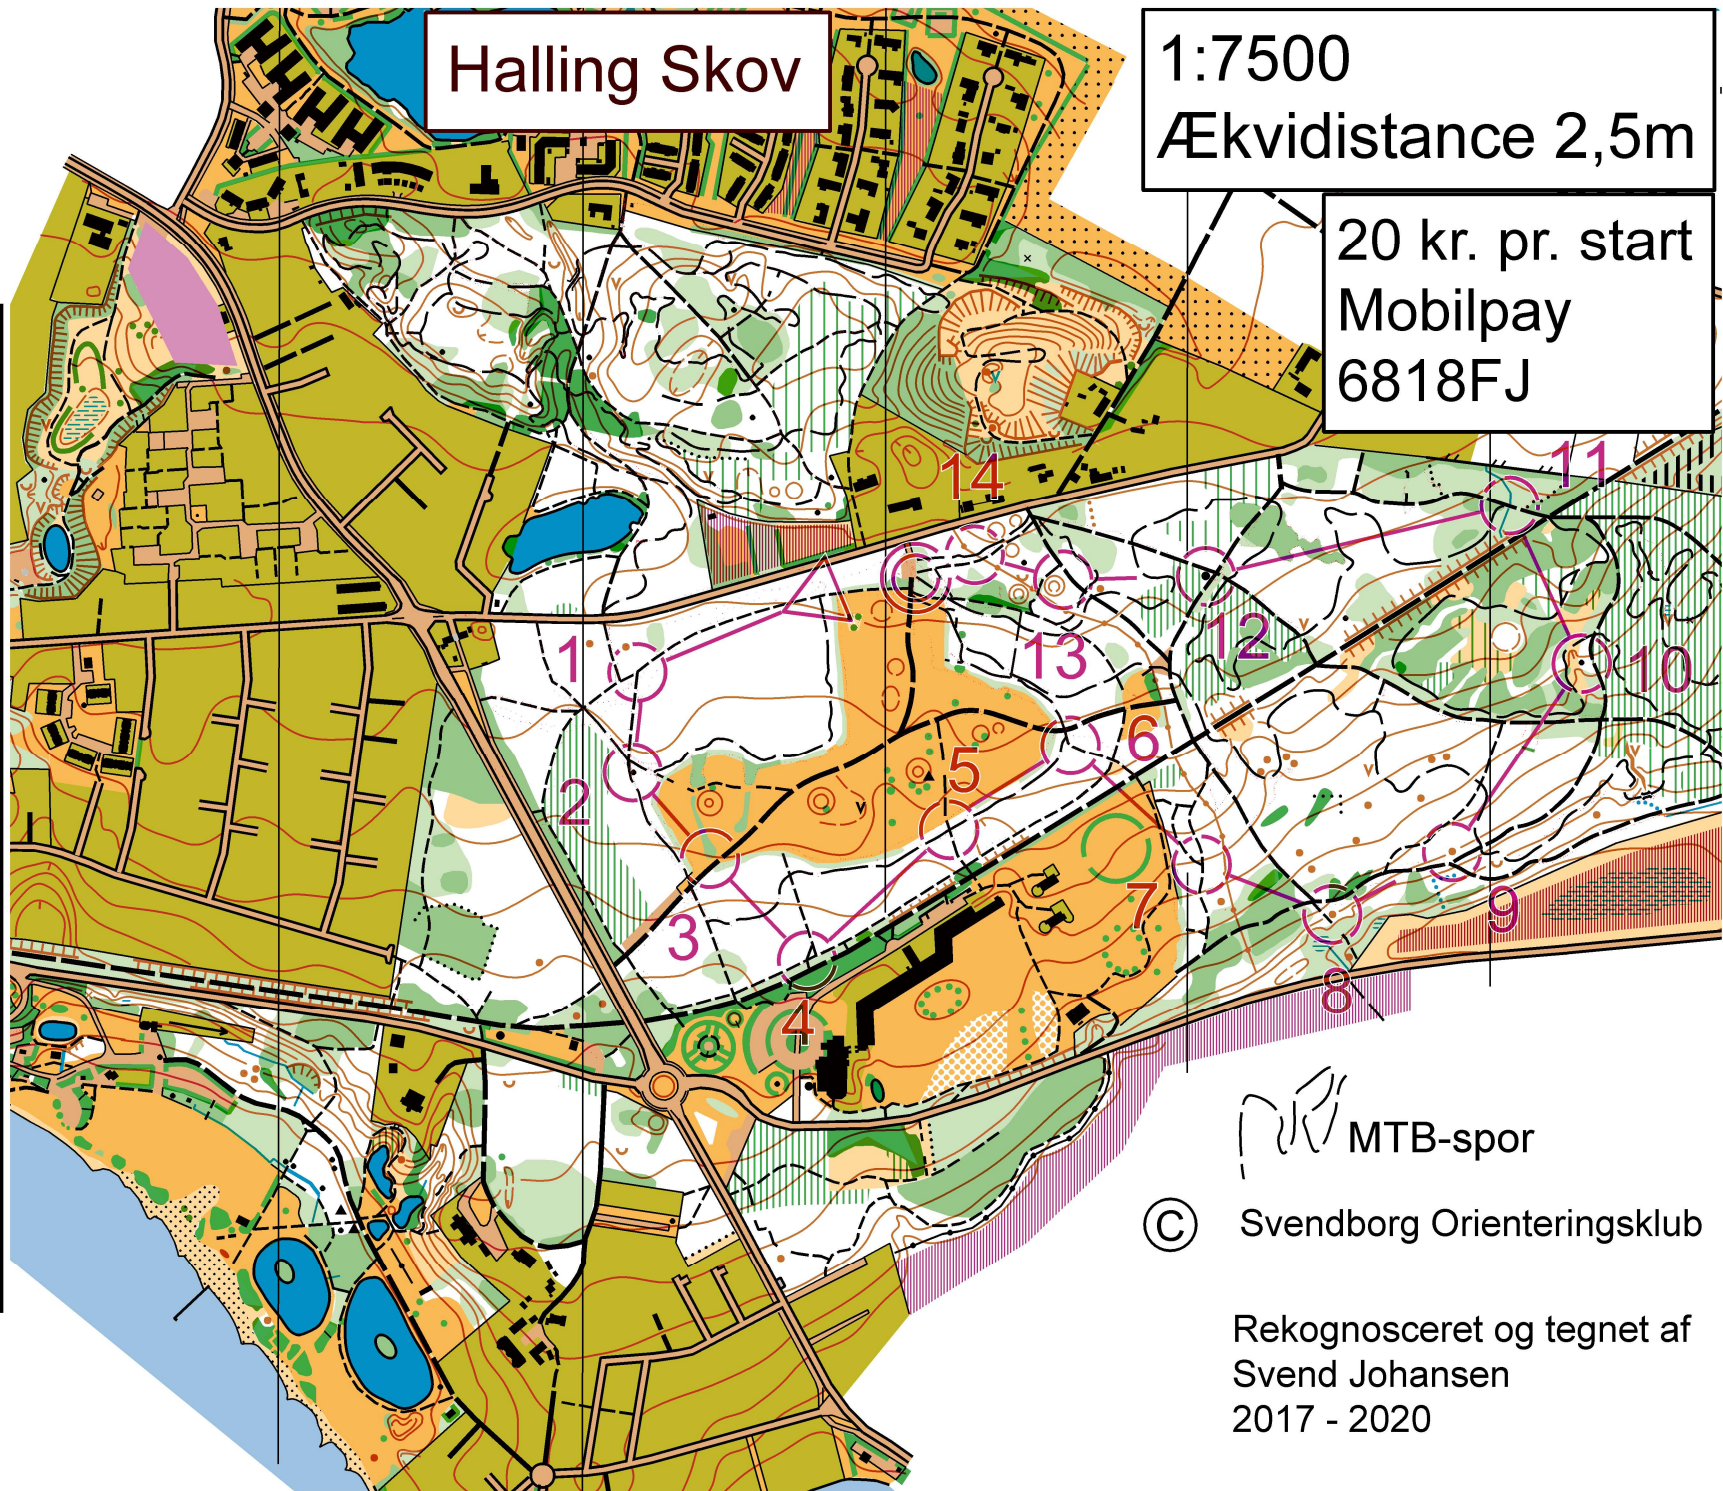 Halling Skov
1:7500
Ækvidistance 2,5m
20 kr. pr. start
Mobilpay
6818FJ
14
11
1
12
13
10
6
5
2
7
3
9
8
4
MTB-spor
© Svendborg Orienteringsklub
Rekognosceret og tegnet af
Svend Johansen
2017 - 2020